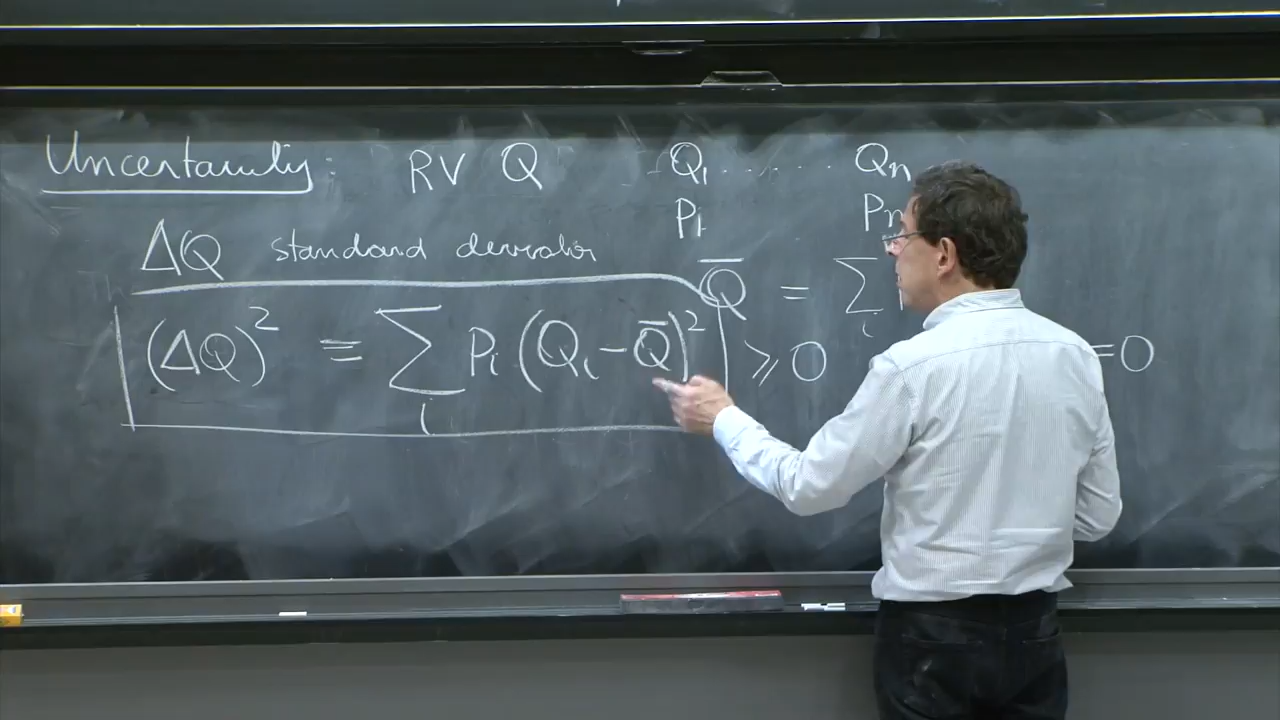 Uncertainty: RV Q Q₁ ...... Qₙ
P₁ Pₙ
ΔQ standard deviation
Q̄ = ∑ᵢ
(ΔQ)² ≡ ∑ᵢ Pᵢ (Qᵢ − Q̄)² ⩾ 0 =0